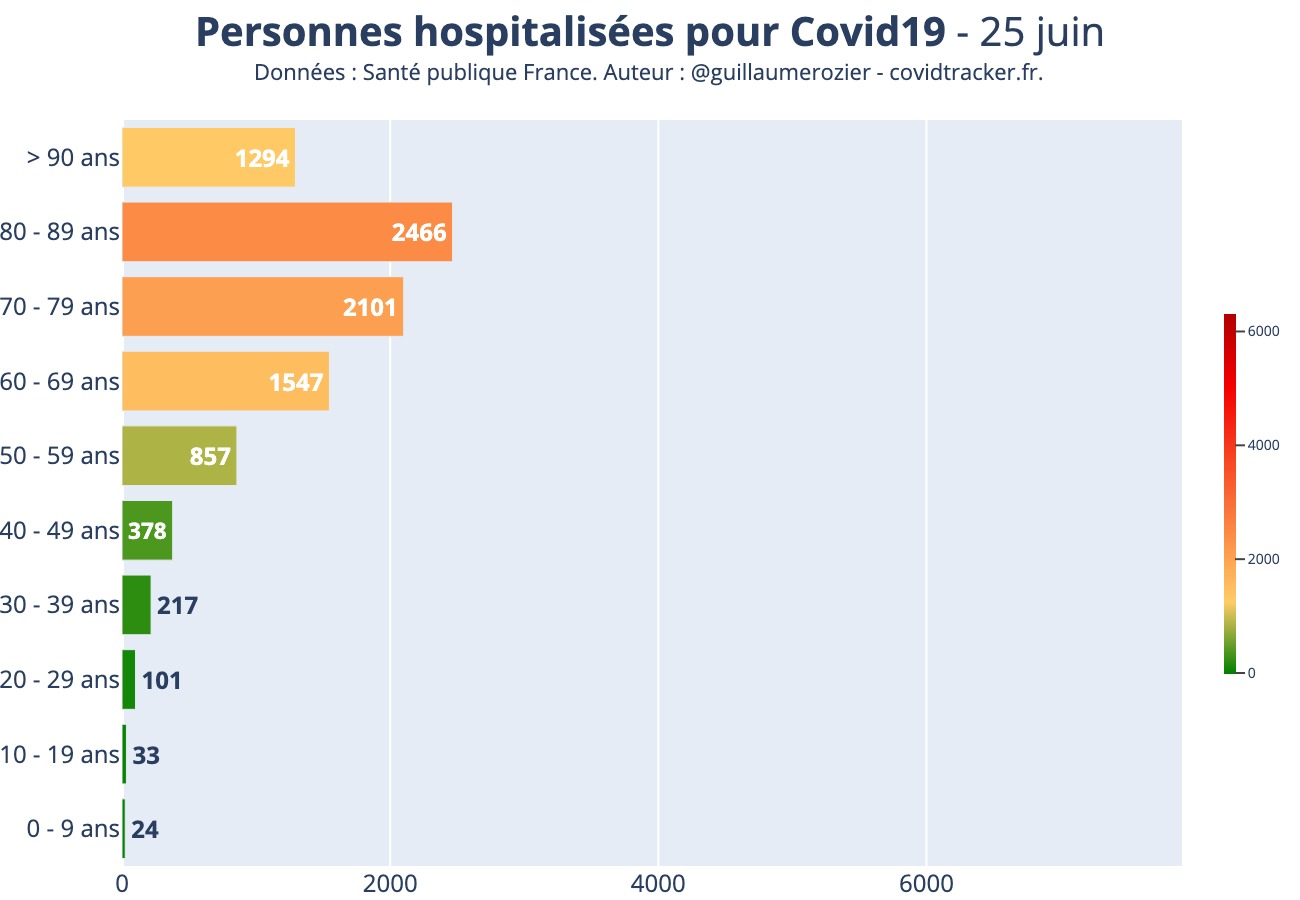 Personnes hospitalisées pour Covid19 - 25 juin
Données : Santé publique France. Auteur : @guillaumerozier - covidtracker.fr.
> 90 ans 1294
80 - 89 ans 2466
70 - 79 ans 2101
60 - 69 ans 1547
50 - 59 ans 857
40 - 49 ans 378
30 - 39 ans 217
20 - 29 ans 101
10 - 19 ans 33
0 - 9 ans 24
0 2000 4000 6000
6000
4000
2000
0